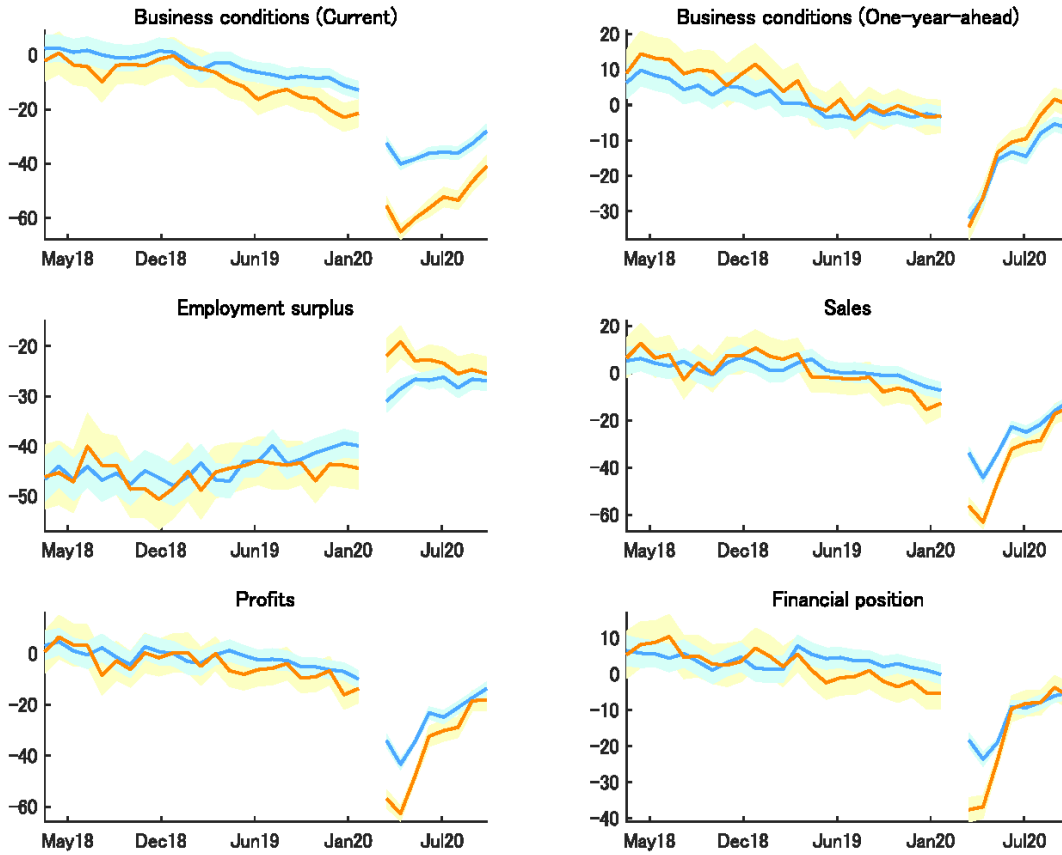 Business conditions (Current)
0
−20
−40
−60
May18 Dec18 Jun19 Jan20 Jul20
Business conditions (One−year−ahead)
20
10
0
−10
−20
−30
May18 Dec18 Jun19 Jan20 Jul20
Employment surplus
−20
−30
−40
−50
May18 Dec18 Jun19 Jan20 Jul20
Sales
20
0
−20
−40
−60
May18 Dec18 Jun19 Jan20 Jul20
Profits
0
−20
−40
−60
May18 Dec18 Jun19 Jan20 Jul20
Financial position
10
0
−10
−20
−30
−40
May18 Dec18 Jun19 Jan20 Jul20